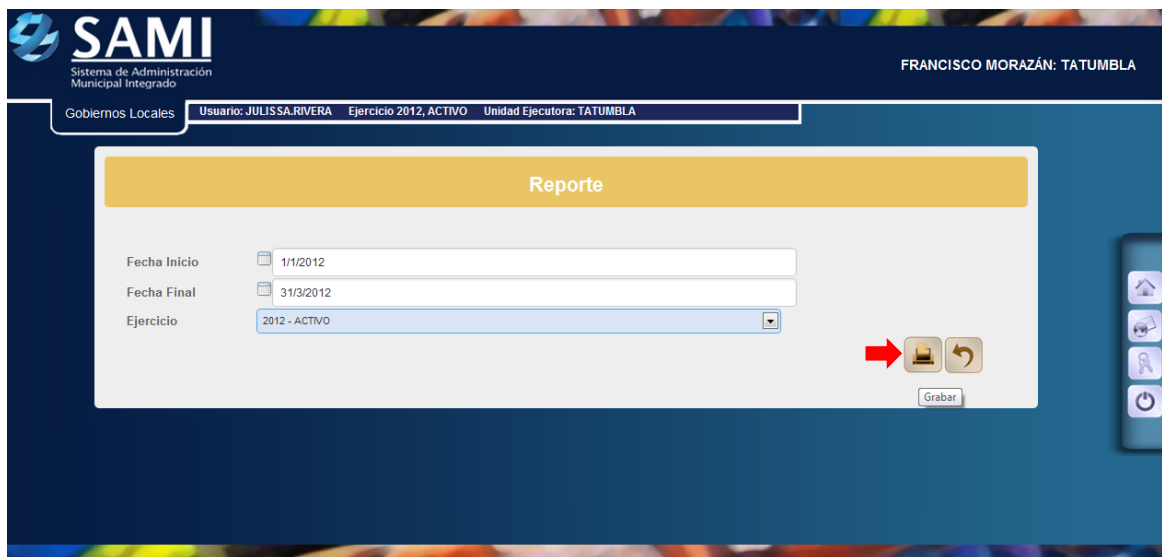 SAMI
Sistema de Administración
Municipal Integrado
FRANCISCO MORAZÁN: TATUMBLA
Gobiernos Locales
Usuario: JULISSA.RIVERA Ejercicio 2012, ACTIVO Unidad Ejecutora: TATUMBLA
Reporte
Fecha Inicio 1/1/2012
Fecha Final 31/3/2012
Ejercicio 2012 - ACTIVO
Grabar